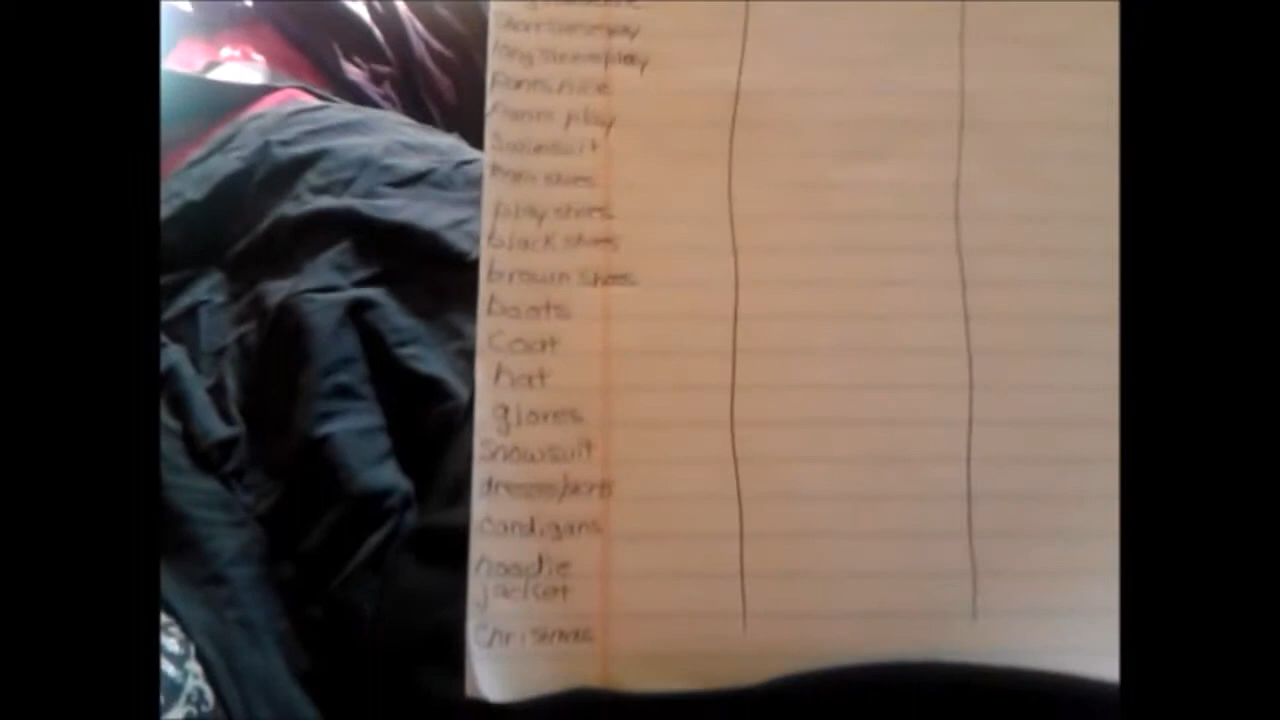 long sleeve play
Pants nice
Pants play
Swimsuit
play shoes
black shoes
brown shoes
boots
Coat
hat
gloves
Snowsuit
Cardigans
hoodie
jacket
Christmas